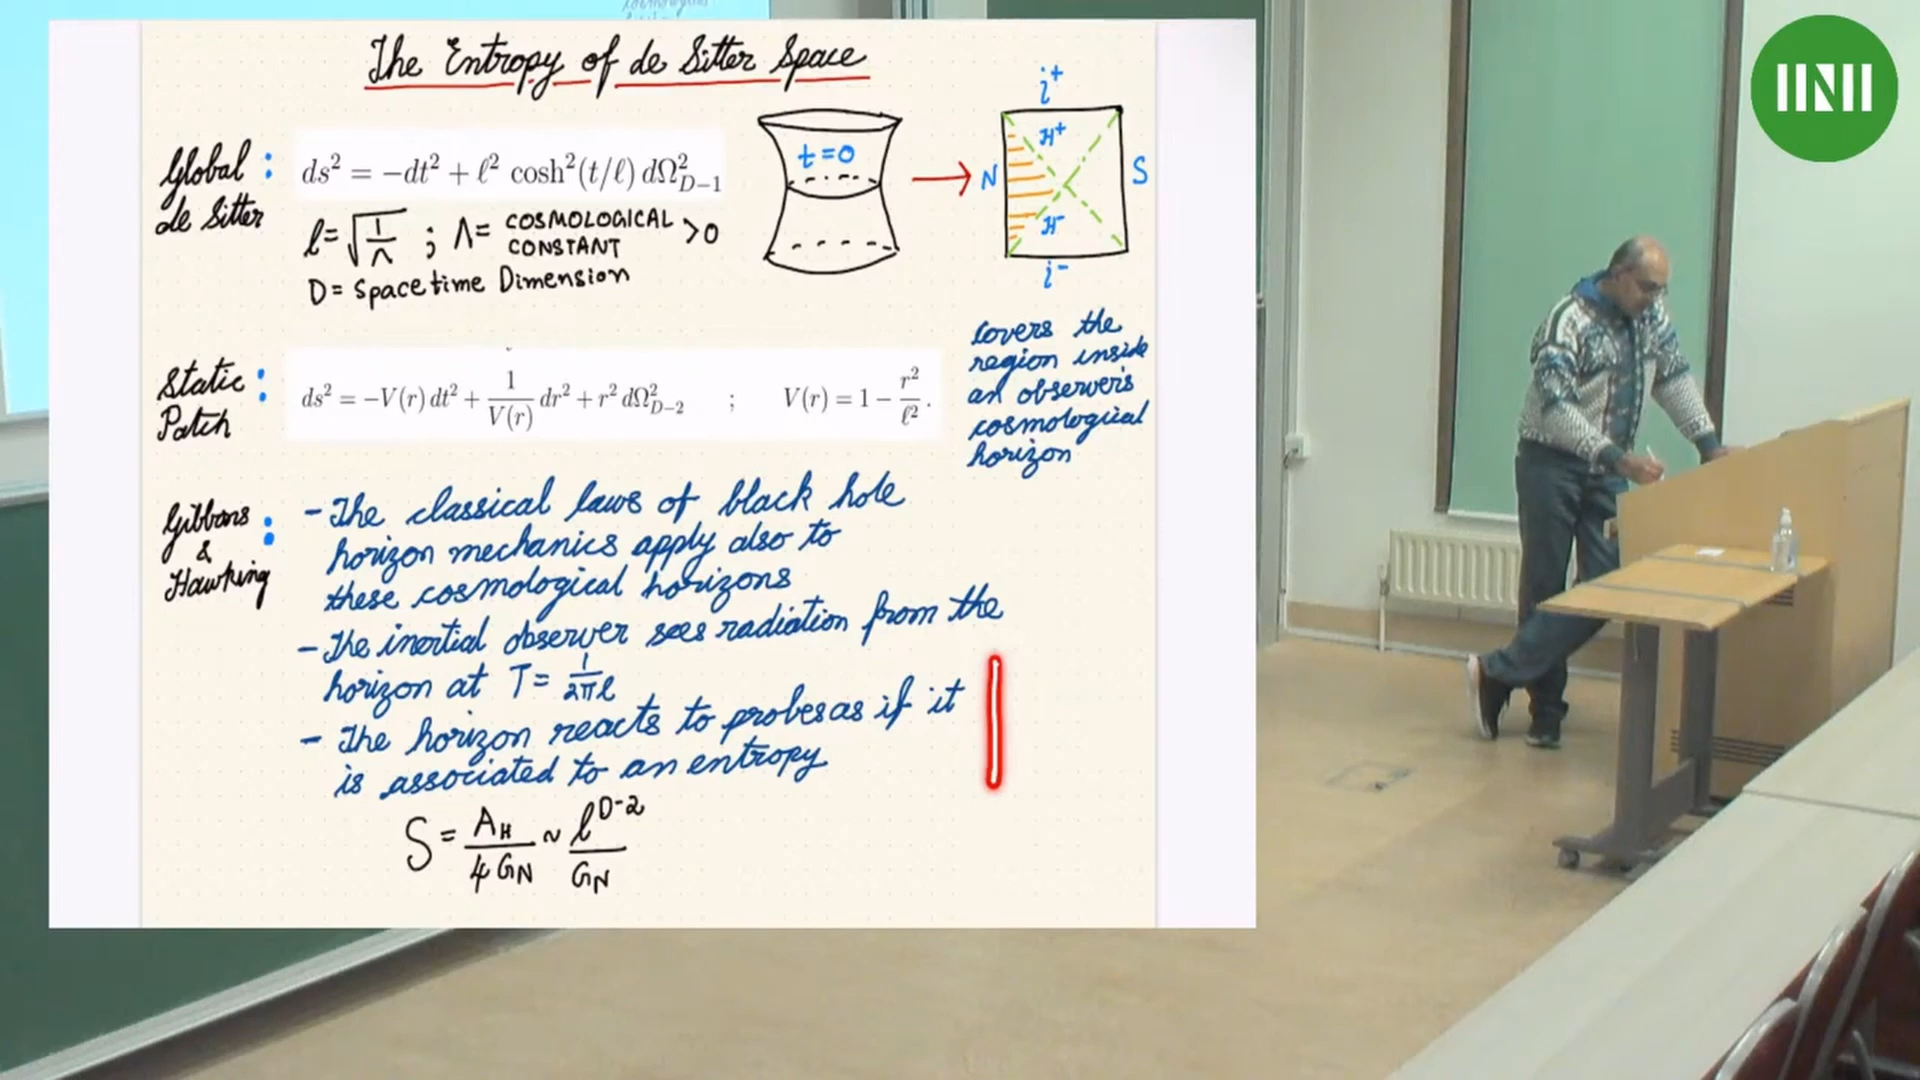 The Entropy of de Sitter Space
Global : ds² = −dt² + ℓ² cosh²(t/ℓ) dΩ²_{D−1}
de Sitter
ℓ = √(1/Λ) ; Λ = COSMOLOGICAL CONSTANT > 0
D = Spacetime Dimension
t=0
i⁺
H⁺
N
S
H⁻
i⁻
Static Patch : ds² = −V(r) dt² + 1/V(r) dr² + r² dΩ²_{D−2} ; V(r) = 1 − r²/ℓ² .
covers the
region inside
an observer's
cosmological
horizon
Gibbons
&
Hawking :
- The classical laws of black hole
horizon mechanics apply also to
these cosmological horizons
- The inertial observer sees radiation from the
horizon at T = 1/2πℓ
- The horizon reacts to probes as if it
is associated to an entropy
S = A_H/4G_N ~ ℓ^{D-2}/G_N